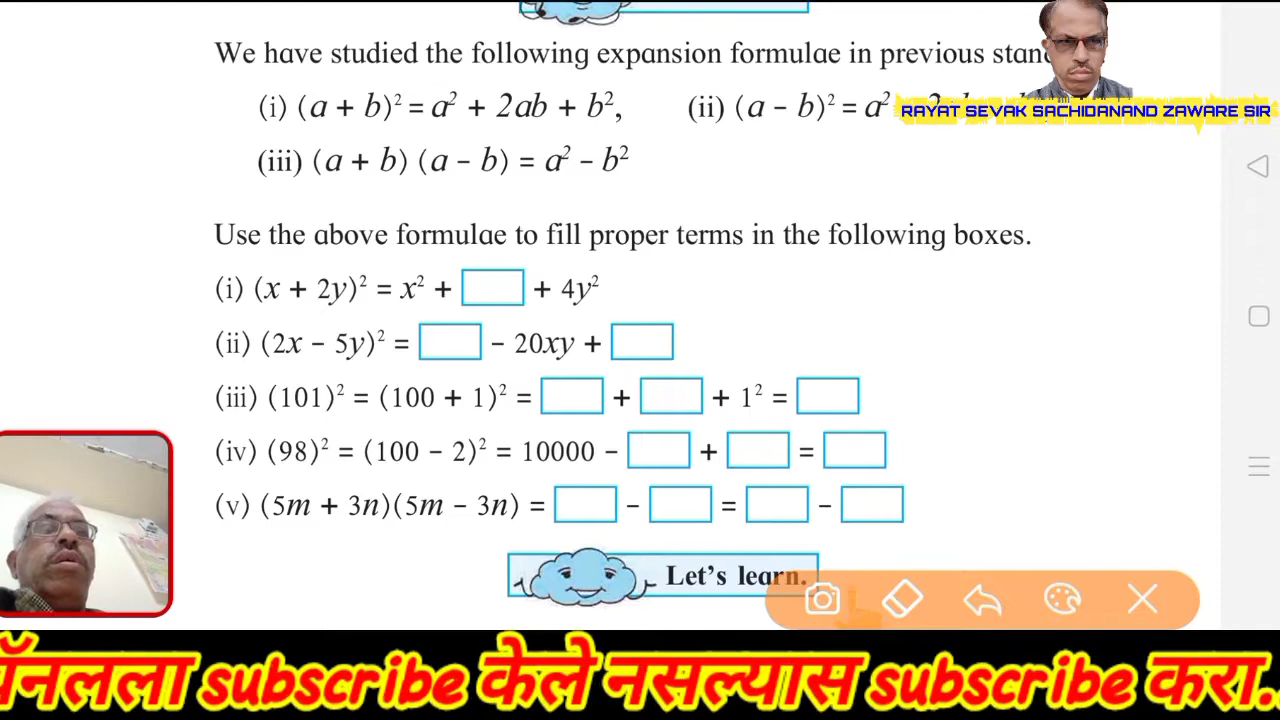 We have studied the following expansion formulae in previous stan
(i) (a + b)² = a² + 2ab + b², (ii) (a − b)² = a²
RAYAT SEVAK SACHIDANAND ZAWARE SIR
(iii) (a + b) (a − b) = a² − b²
Use the above formulae to fill proper terms in the following boxes.
(i) (x + 2y)² = x² + □ + 4y²
(ii) (2x − 5y)² = □ − 20xy + □
(iii) (101)² = (100 + 1)² = □ + □ + 1² = □
(iv) (98)² = (100 − 2)² = 10000 − □ + □ = □
(v) (5m + 3n)(5m − 3n) = □ − □ = □ − □
Let's learn.
subscribe केले नसल्यास subscribe करा.